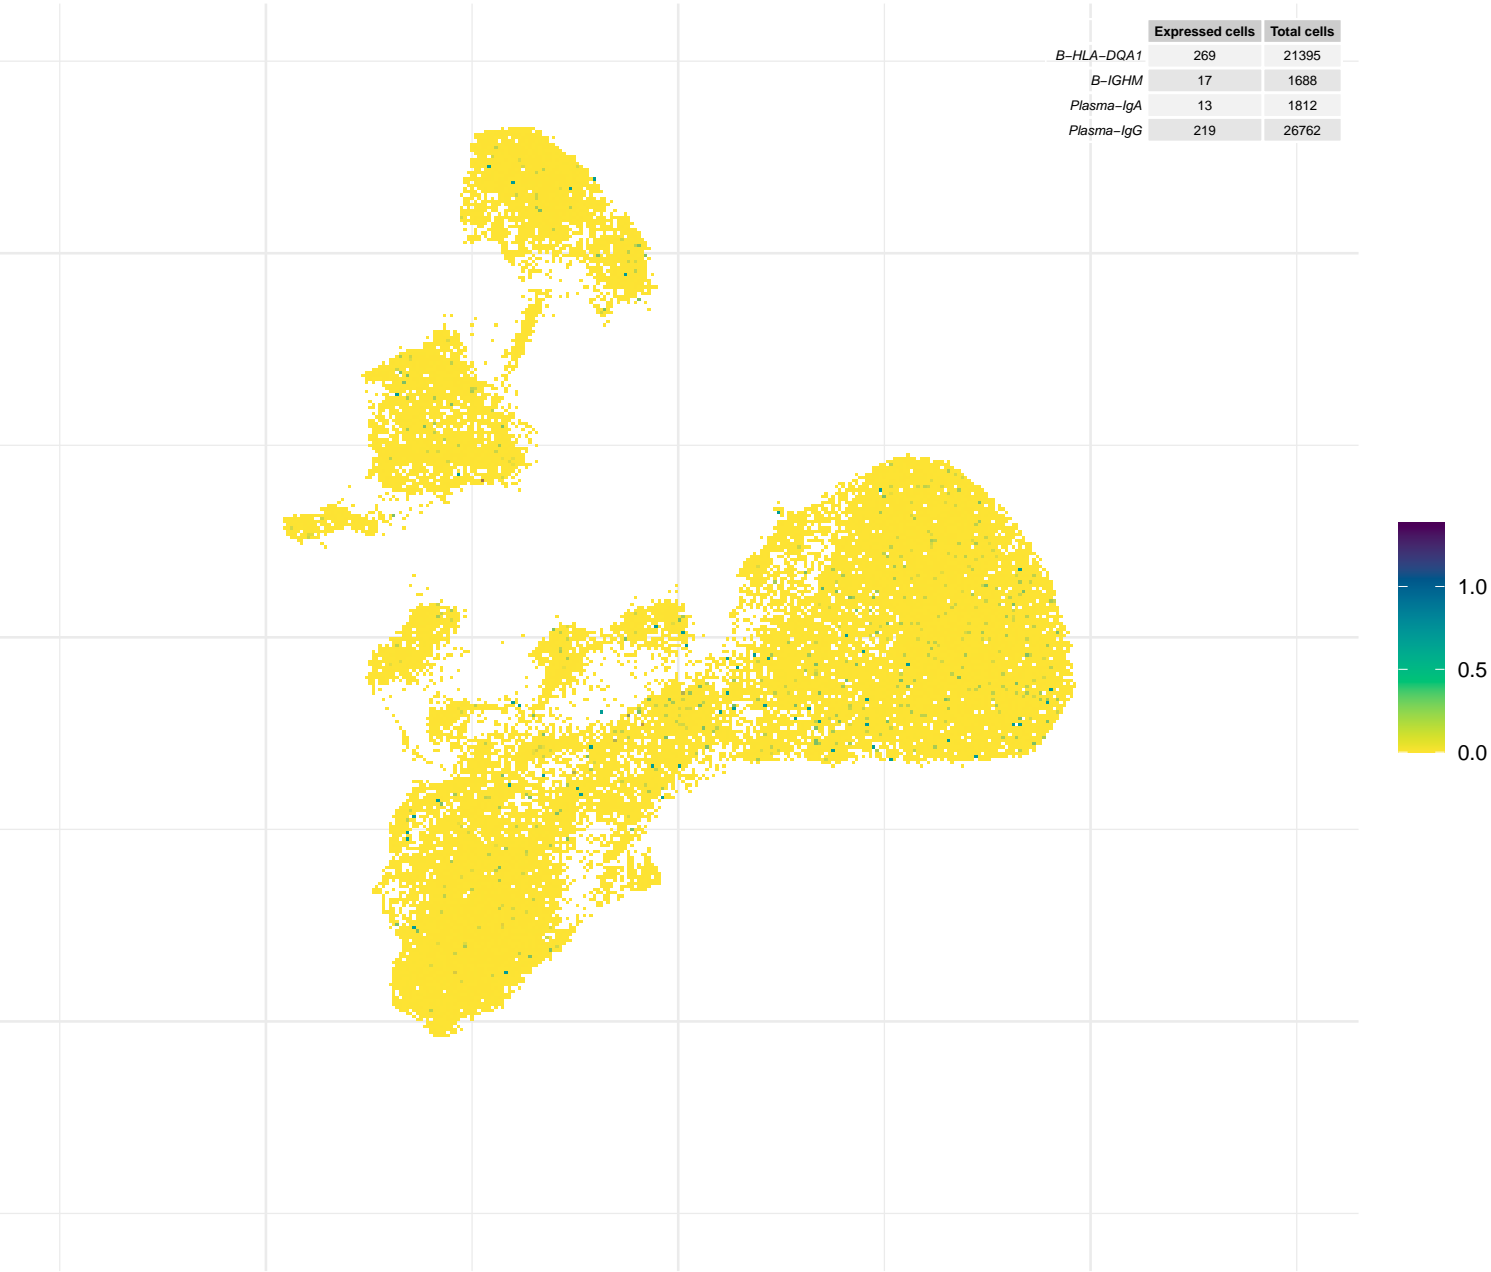 Expressed cells Total cells
B−HLA−DQA1 269 21395
B−IGHM 17 1688
Plasma−IgA 13 1812
Plasma−IgG 219 26762
1.0
0.5
0.0